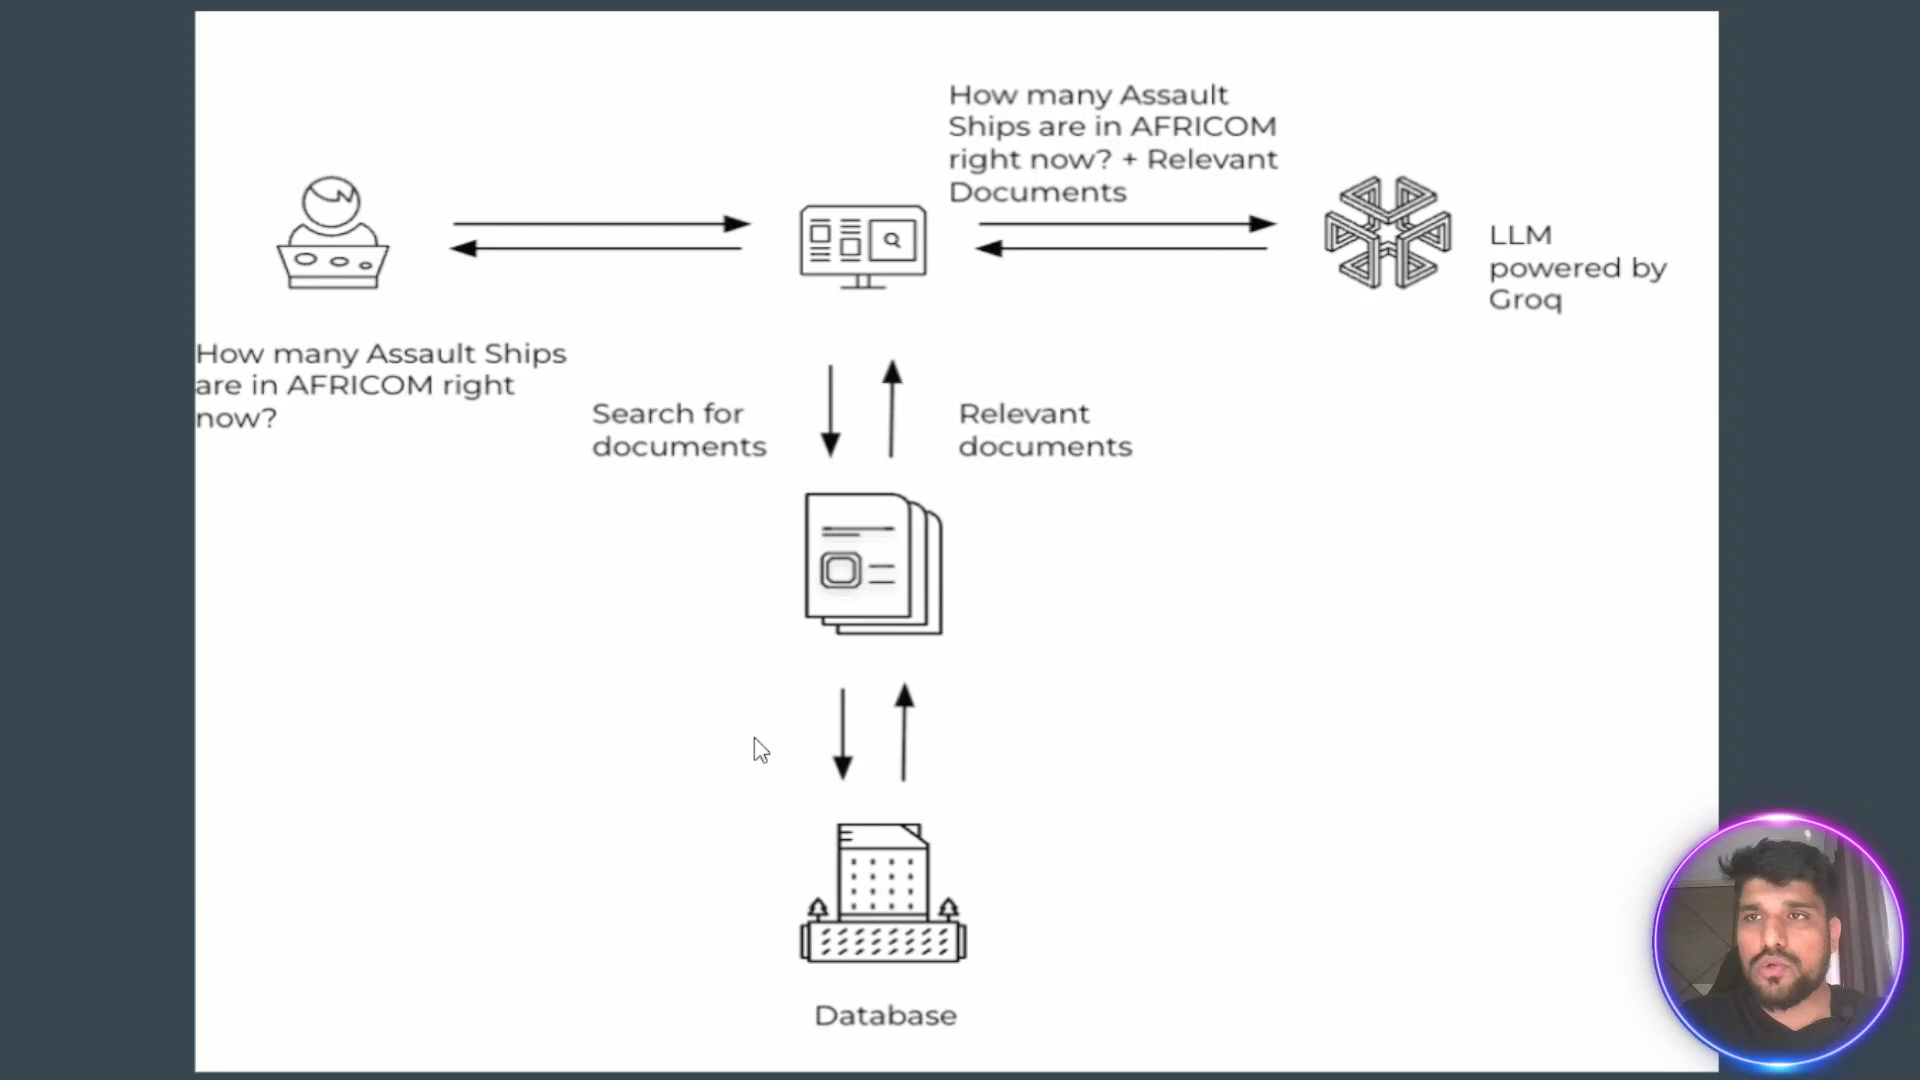 How many Assault
Ships are in AFRICOM
right now? + Relevant
Documents
LLM
powered by
Groq
How many Assault Ships
are in AFRICOM right
now?
Search for
documents
Relevant
documents
Database